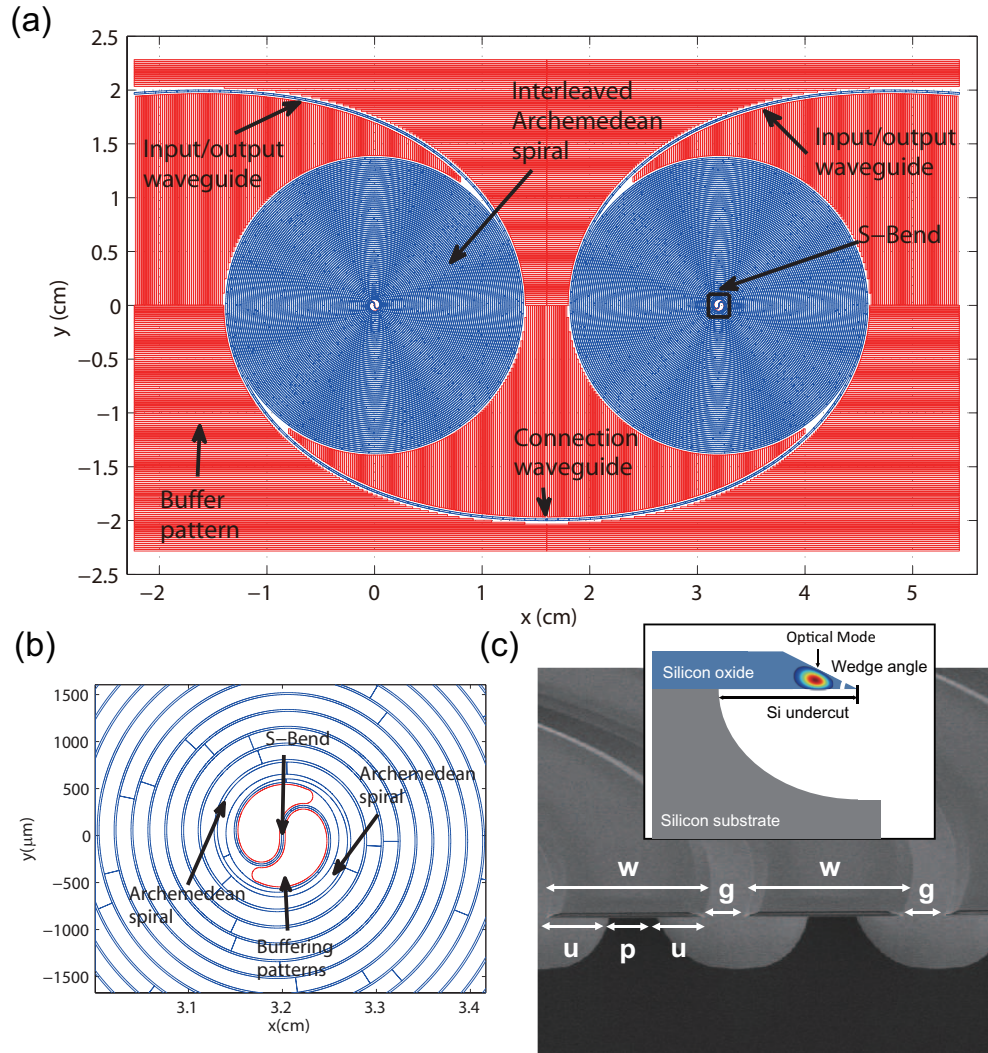 (a)
2.5
2
1.5
1
0.5
0
−0.5
−1
−1.5
−2
−2.5
y (cm)
Input/output
waveguide
Interleaved
Archemedean
spiral
Input/output
waveguide
S−Bend
Connection
waveguide
Buffer
pattern
−2
−1
0
1
2
3
4
5
x (cm)
(b)
1500
1000
500
0
−500
−1000
−1500
y(μm)
S−Bend
Archemedean
spiral
Archemedean
spiral
Buffering
patterns
3.1
3.2
3.3
3.4
x(cm)
(c)
Optical Mode
Silicon oxide
Wedge angle
Si undercut
Silicon substrate
w
w
g
g
u
p
u